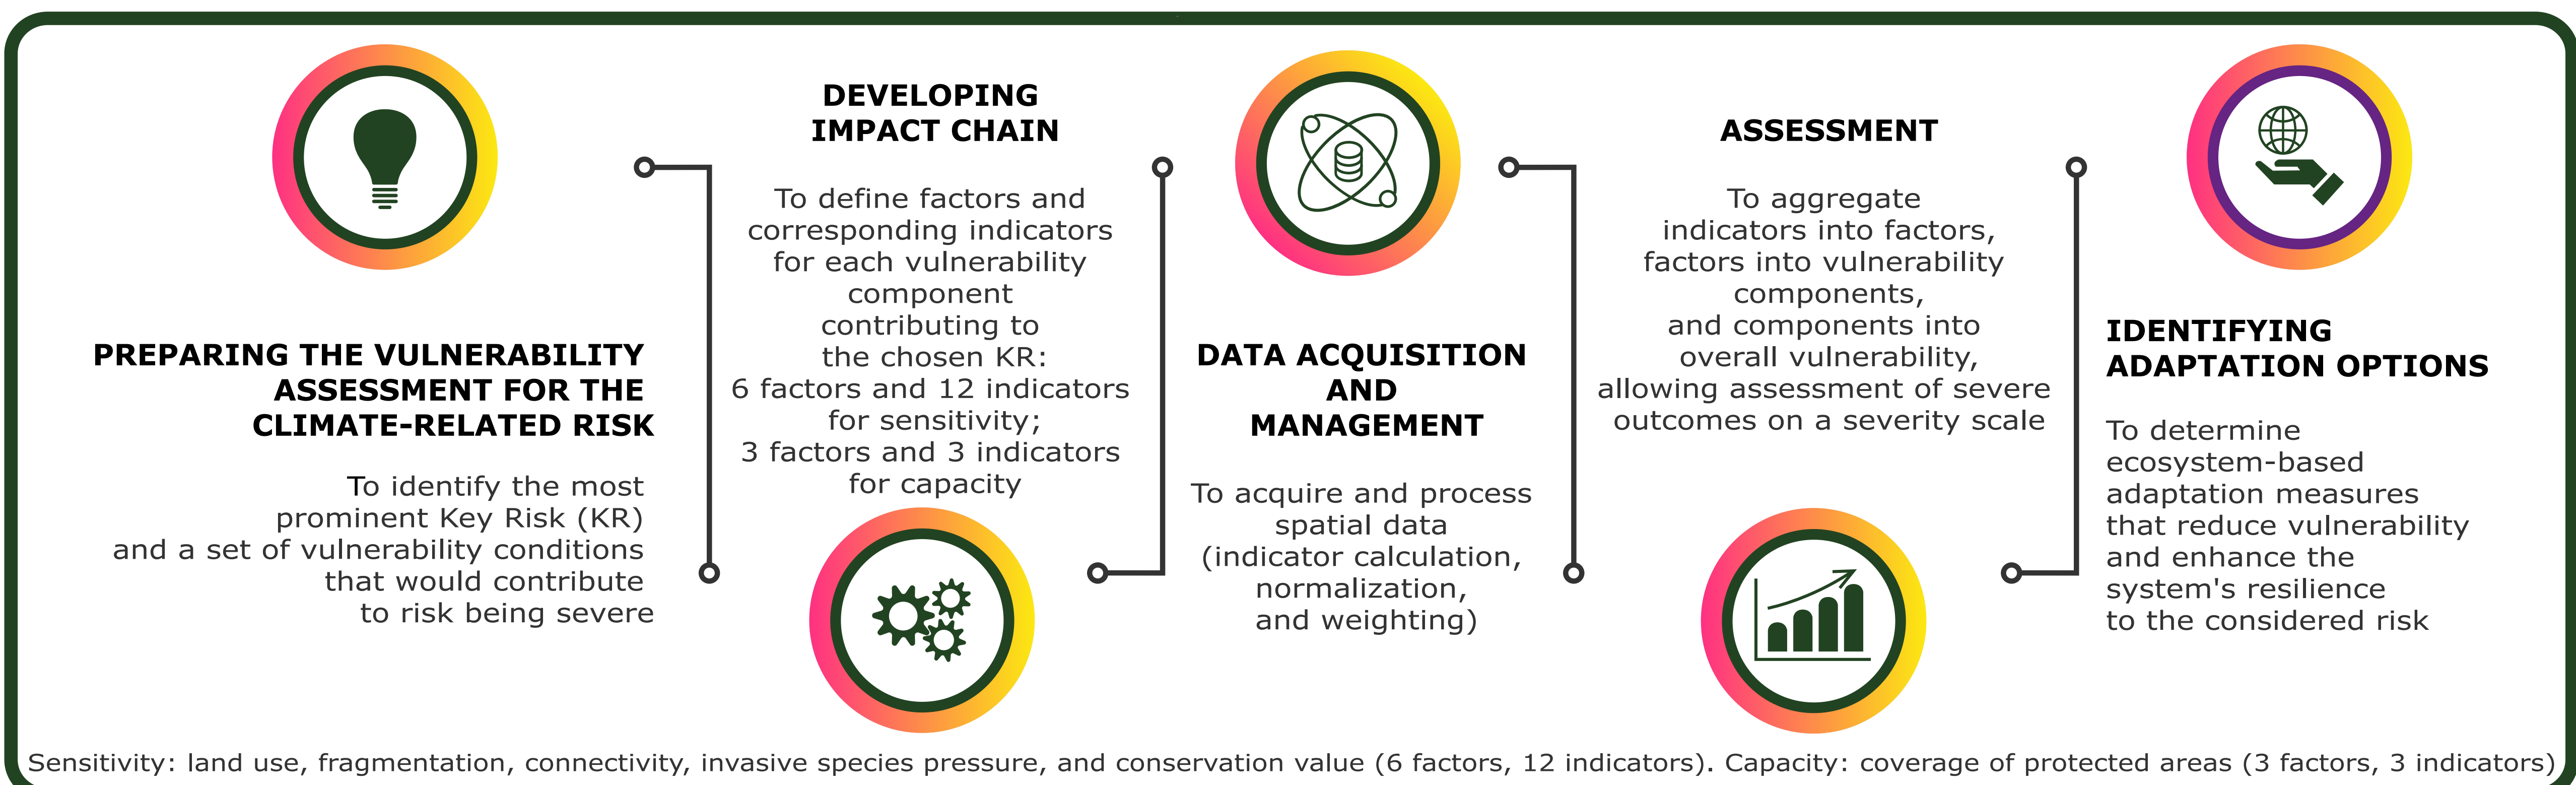 PREPARING THE VULNERABILITY
ASSESSMENT FOR THE
CLIMATE-RELATED RISK
To identify the most
prominent Key Risk (KR)
and a set of vulnerability conditions
that would contribute
to risk being severe
DEVELOPING
IMPACT CHAIN
To define factors and
corresponding indicators
for each vulnerability
component
contributing to
the chosen KR:
6 factors and 12 indicators
for sensitivity;
3 factors and 3 indicators
for capacity
DATA ACQUISITION
AND
MANAGEMENT
To acquire and process
spatial data
(indicator calculation,
normalization,
and weighting)
ASSESSMENT
To aggregate
indicators into factors,
factors into vulnerability
components,
and components into
overall vulnerability,
allowing assessment of severe
outcomes on a severity scale
IDENTIFYING
ADAPTATION OPTIONS
To determine
ecosystem-based
adaptation measures
that reduce vulnerability
and enhance the
system's resilience
to the considered risk
Sensitivity: land use, fragmentation, connectivity, invasive species pressure, and conservation value (6 factors, 12 indicators). Capacity: coverage of protected areas (3 factors, 3 indicators)